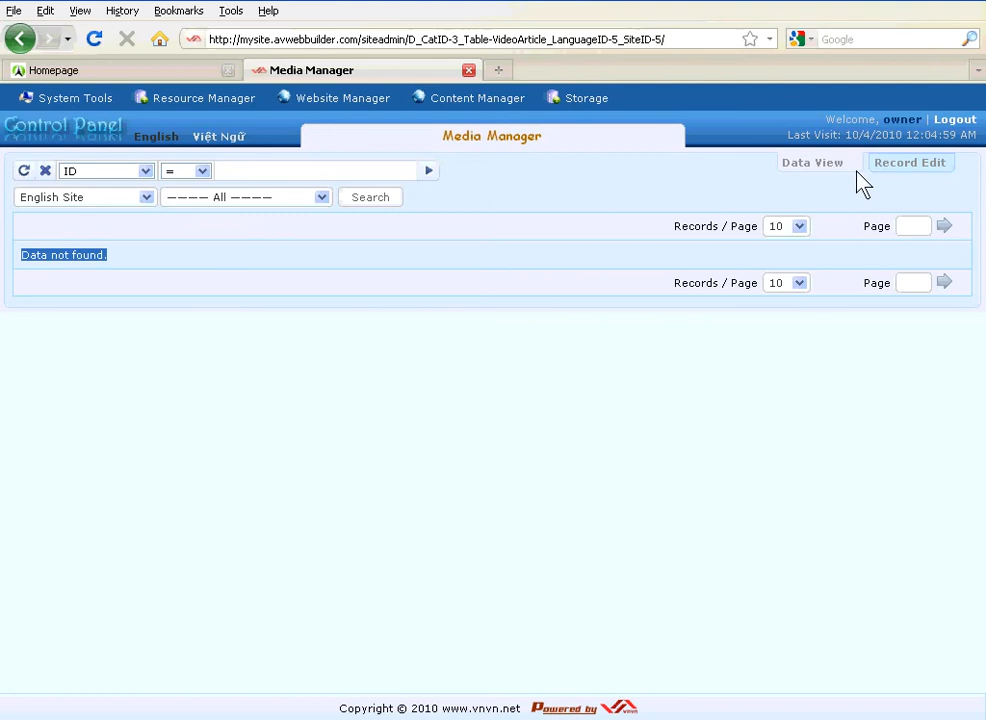 File Edit View History Bookmarks Tools Help
http://mysite.avwebbuilder.com/siteadmin/D_CatID-3_Table-VideoArticle_LanguageID-5_SiteID-5/ Google
Homepage Media Manager
System Tools Resource Manager Website Manager Content Manager Storage
Control Panel English Việt Ngữ Media Manager Welcome, owner | Logout
Last Visit: 10/4/2010 12:04:59 AM
ID = Data View Record Edit
English Site ---- All ---- Search
Records / Page 10 Page
Data not found.
Records / Page 10 Page
Copyright © 2010 www.vnvn.net Powered by